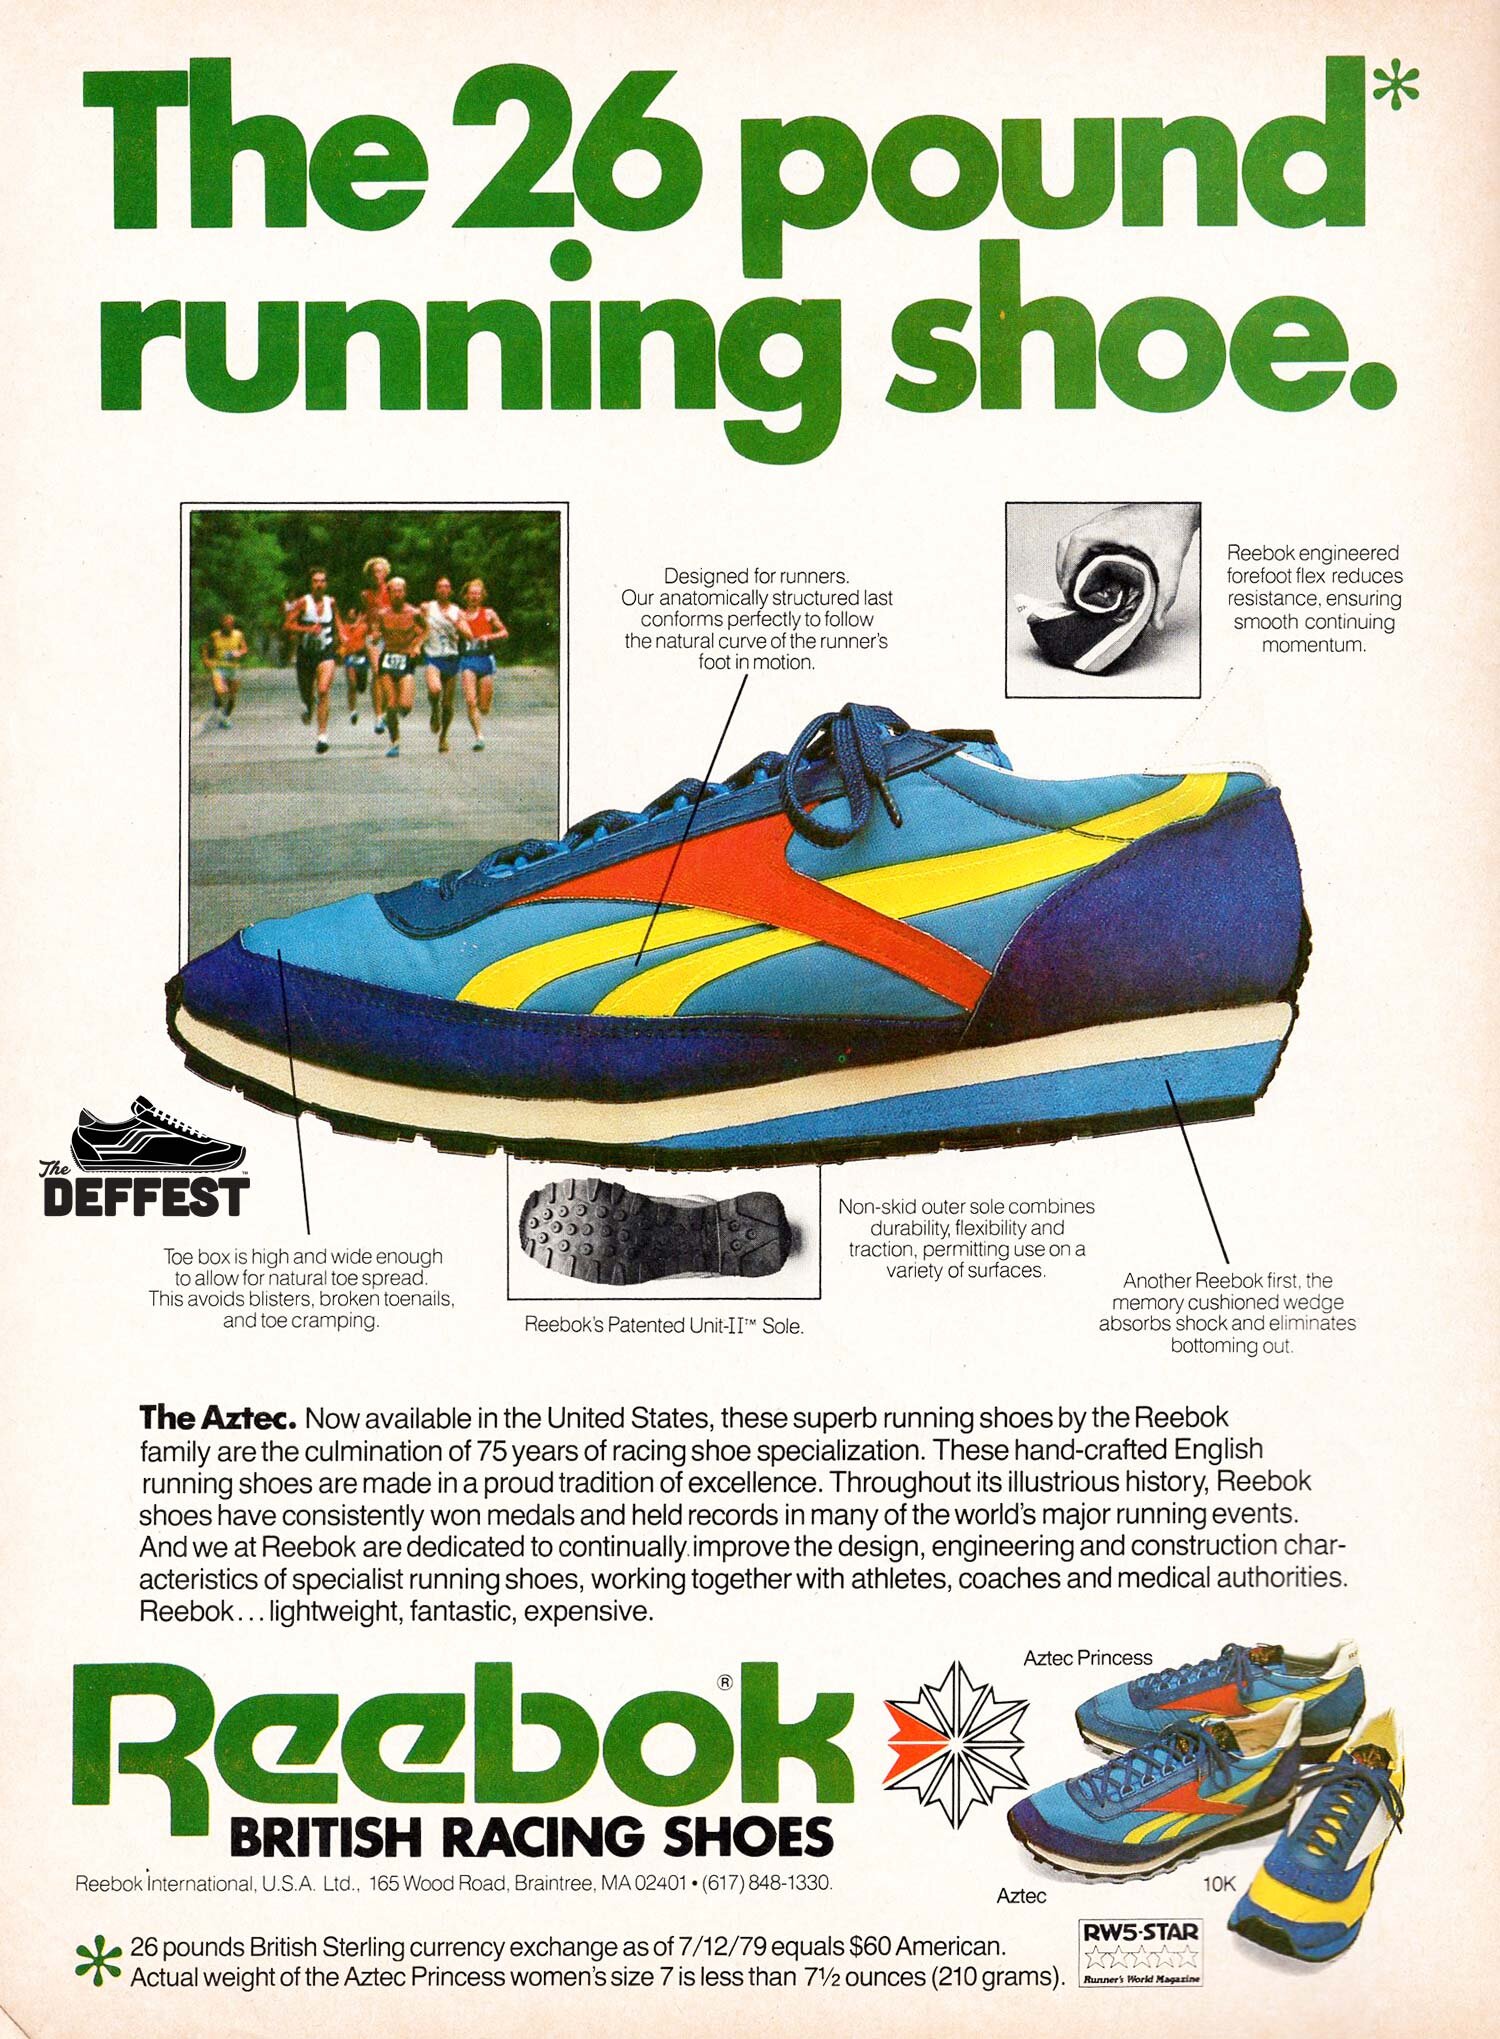 The 26 pound*
running shoe.
Designed for runners.
Our anatomically structured last
conforms perfectly to follow
the natural curve of the runner's
foot in motion.
Reebok engineered
forefoot flex reduces
resistance, ensuring
smooth continuing
momentum.
The
DEFFEST™
Toe box is high and wide enough
to allow for natural toe spread.
This avoids blisters, broken toenails,
and toe cramping.
Reebok's Patented Unit-II™ Sole.
Non-skid outer sole combines
durability, flexibility and
traction, permitting use on a
variety of surfaces.
Another Reebok first, the
memory cushioned wedge
absorbs shock and eliminates
bottoming out.
The Aztec. Now available in the United States, these superb running shoes by the Reebok
family are the culmination of 75 years of racing shoe specialization. These hand-crafted English
running shoes are made in a proud tradition of excellence. Throughout its illustrious history, Reebok
shoes have consistently won medals and held records in many of the world's major running events.
And we at Reebok are dedicated to continually improve the design, engineering and construction char-
acteristics of specialist running shoes, working together with athletes, coaches and medical authorities.
Reebok...lightweight, fantastic, expensive.
Reebok®
BRITISH RACING SHOES
Reebok International, U.S.A. Ltd., 165 Wood Road, Braintree, MA 02401 • (617) 848-1330.
Aztec Princess
Aztec
10K
* 26 pounds British Sterling currency exchange as of 7/12/79 equals $60 American.
Actual weight of the Aztec Princess women's size 7 is less than 7½ ounces (210 grams).
RW5-STAR
Runner's World Magazine